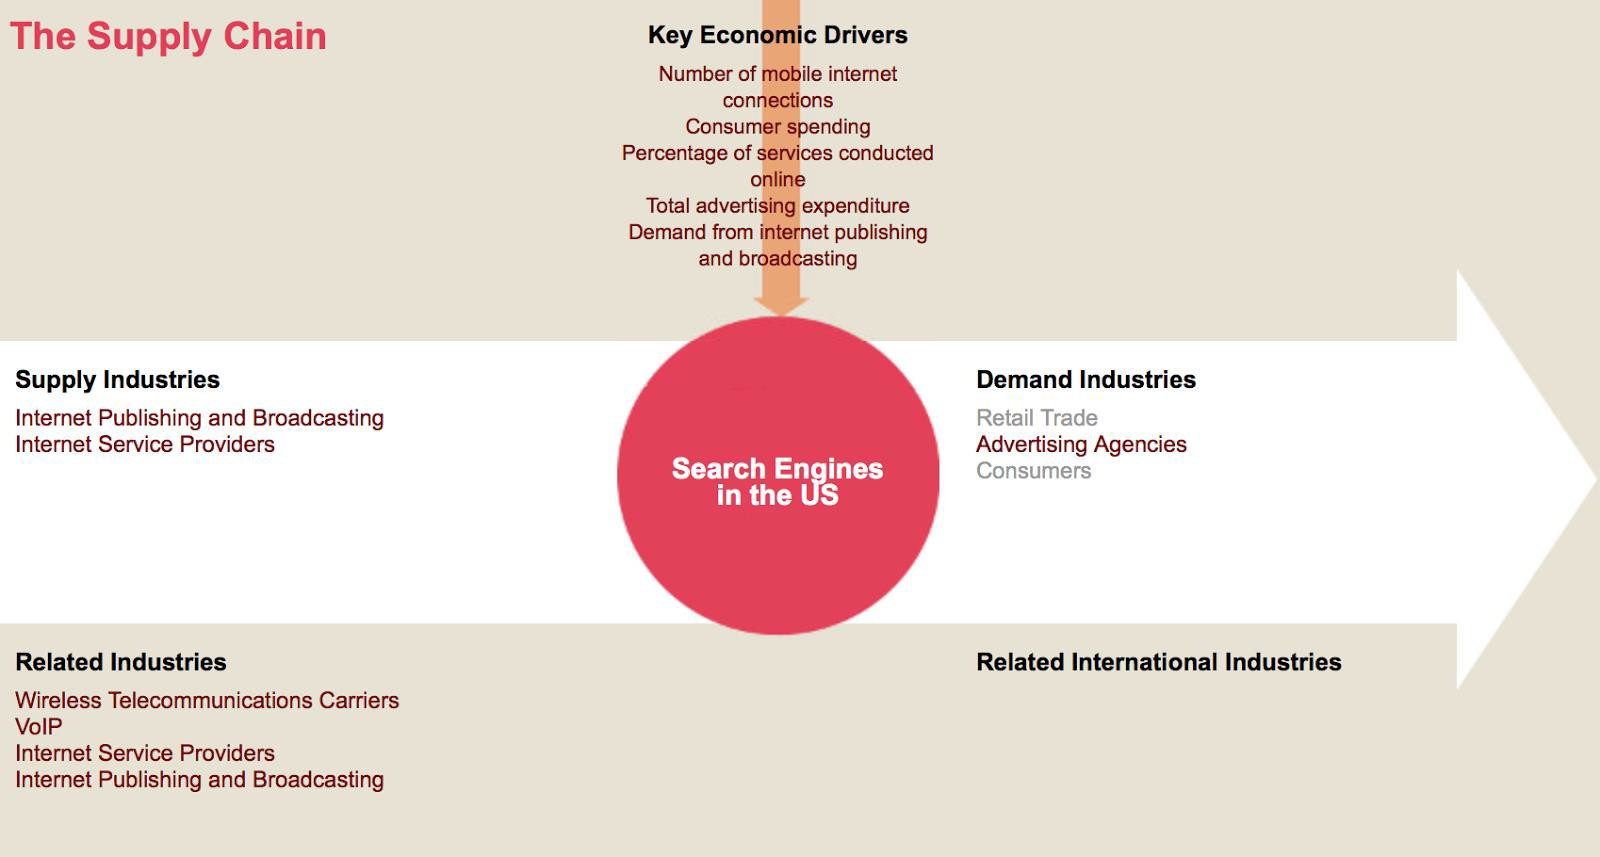 The Supply Chain
Key Economic Drivers
Number of mobile internet
connections
Consumer spending
Percentage of services conducted
online
Total advertising expenditure
Demand from internet publishing
and broadcasting
Supply Industries
Internet Publishing and Broadcasting
Internet Service Providers
Search Engines
in the US
Demand Industries
Retail Trade
Advertising Agencies
Consumers
Related Industries
Wireless Telecommunications Carriers
VoIP
Internet Service Providers
Internet Publishing and Broadcasting
Related International Industries